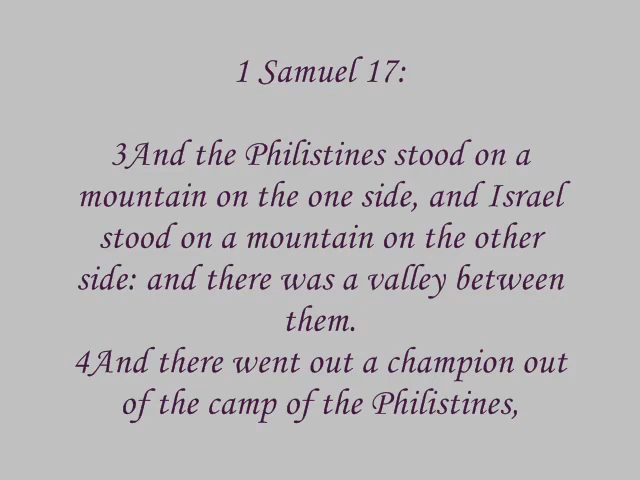 1 Samuel 17:
3And the Philistines stood on a
mountain on the one side, and Israel
stood on a mountain on the other
side: and there was a valley between
them.
4And there went out a champion out
of the camp of the Philistines,